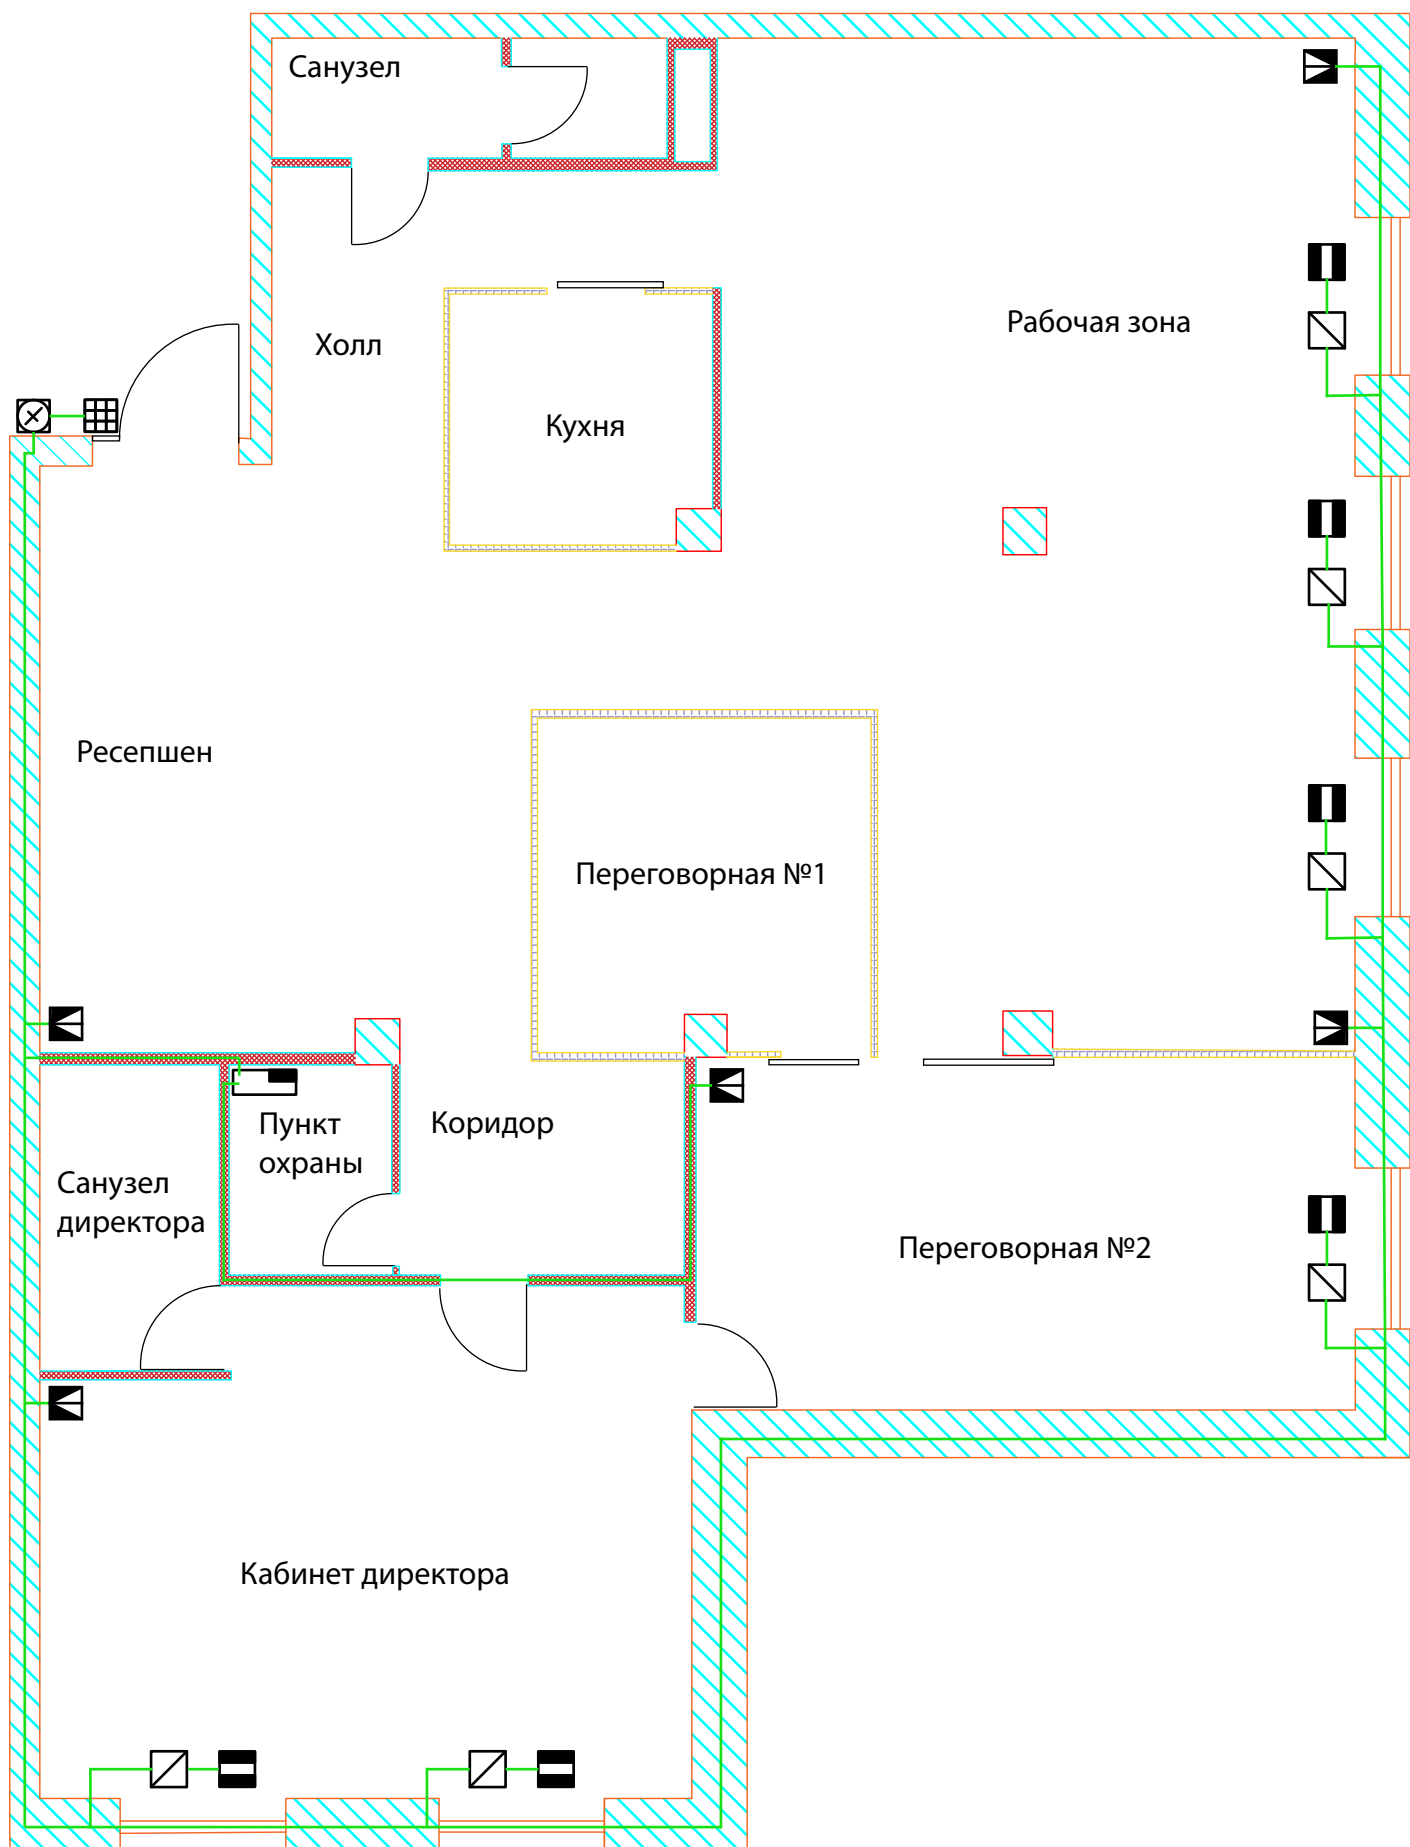 Санузел
Рабочая зона
Холл
Кухня
Ресепшен
Переговорная №1
Пункт
охраны
Коридор
Санузел
директора
Переговорная №2
Кабинет директора